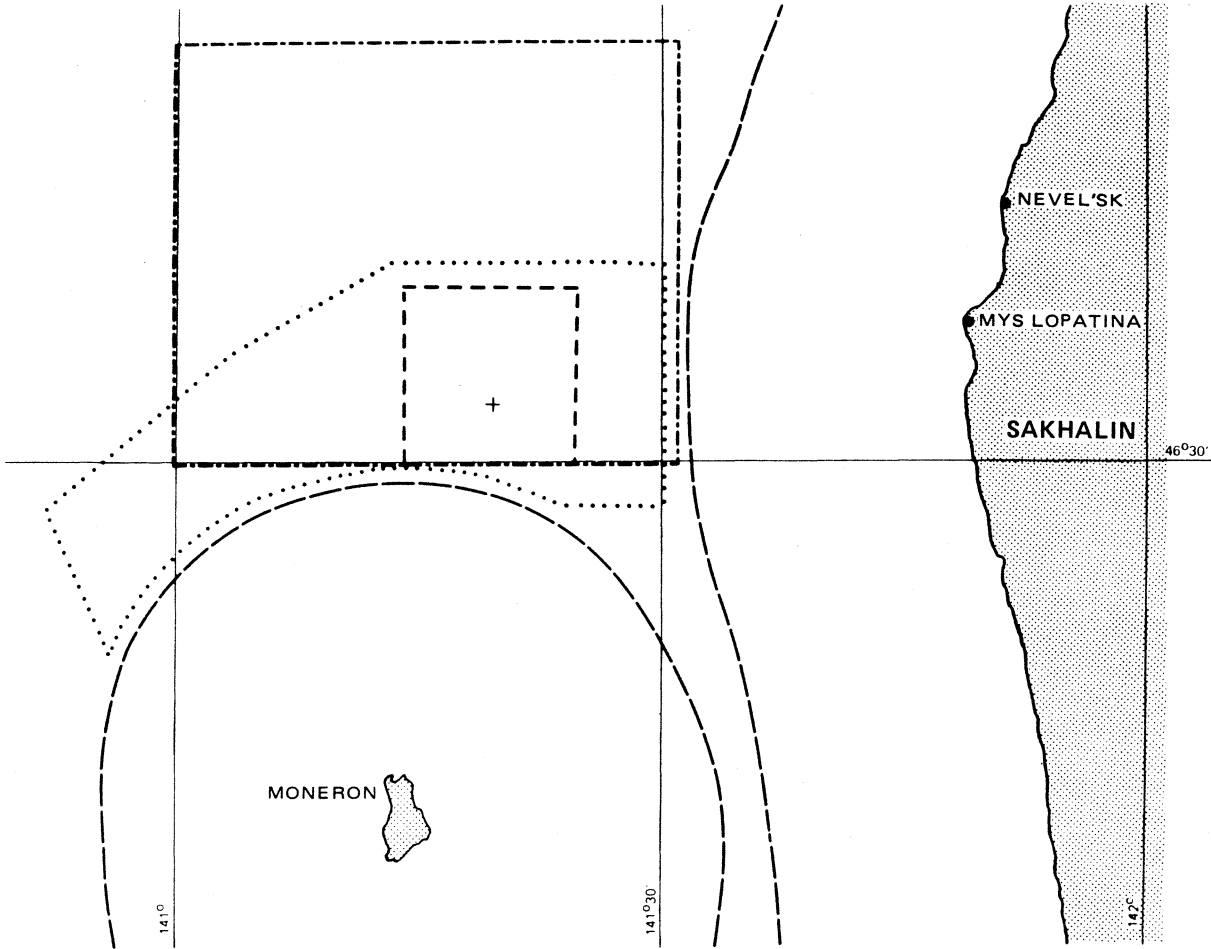 NEVEL'SK
MYS LOPATINA
SAKHALIN
46°30'
MONERON
141°
141°30'
142°